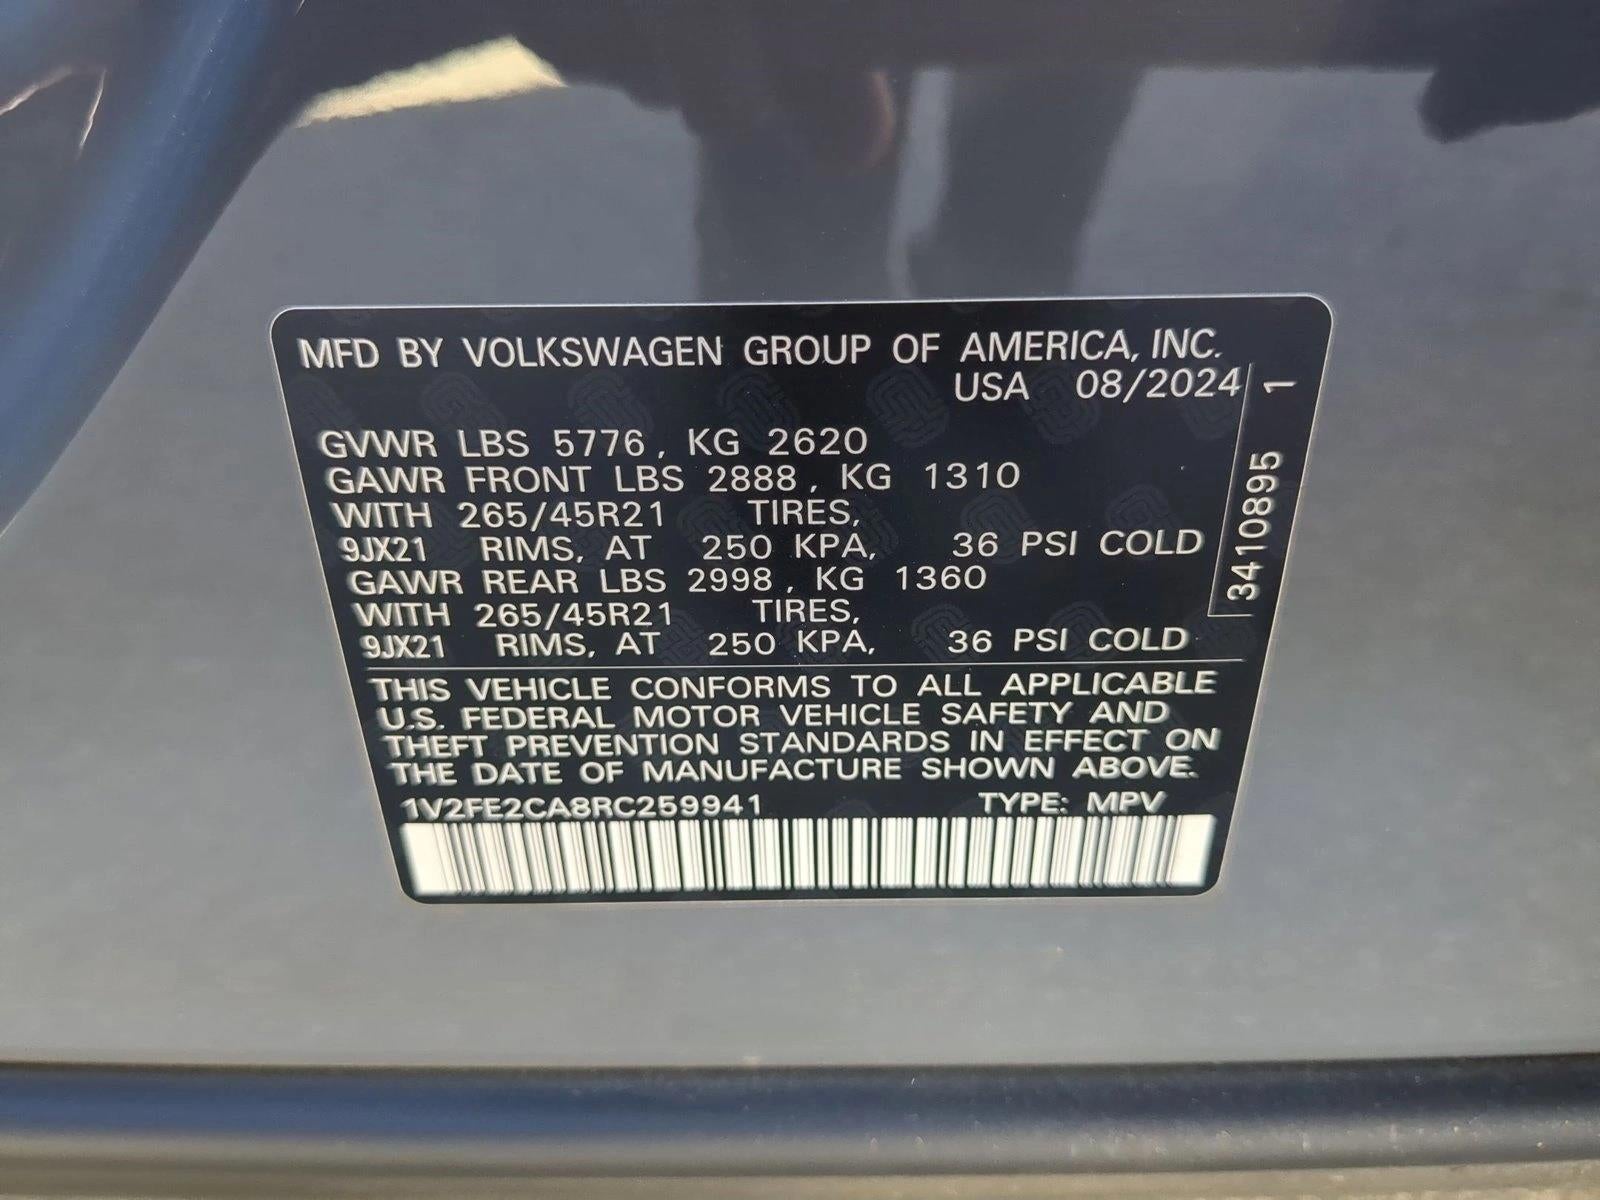 MFD BY VOLKSWAGEN GROUP OF AMERICA, INC.
USA 08/2024
GVWR LBS 5776, KG 2620
GAWR FRONT LBS 2888, KG 1310
WITH 265/45R21 TIRES,
9JX21 RIMS, AT 250 KPA, 36 PSI COLD
GAWR REAR LBS 2998, KG 1360
WITH 265/45R21 TIRES,
9JX21 RIMS, AT 250 KPA, 36 PSI COLD
THIS VEHICLE CONFORMS TO ALL APPLICABLE
U.S. FEDERAL MOTOR VEHICLE SAFETY AND
THEFT PREVENTION STANDARDS IN EFFECT ON
THE DATE OF MANUFACTURE SHOWN ABOVE.
1V2FE2CA8RC259941 TYPE: MPV
3410895 1